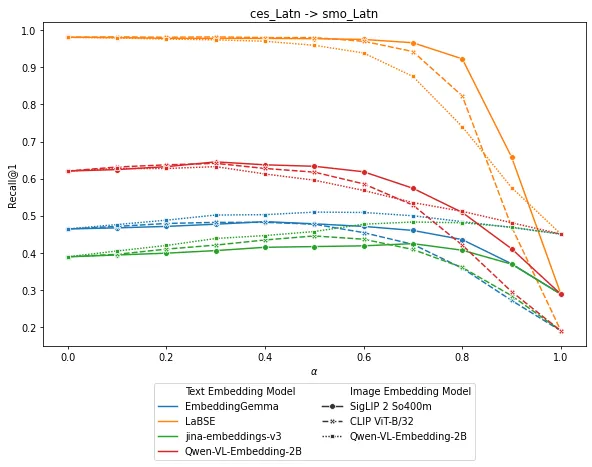 ces_Latn -> smo_Latn
Recall@1
1.0
0.9
0.8
0.7
0.6
0.5
0.4
0.3
0.2
0.0 0.2 0.4 0.6 0.8 1.0
α
Text Embedding Model Image Embedding Model
EmbeddingGemma SigLIP 2 So400m
LaBSE CLIP ViT-B/32
jina-embeddings-v3 Qwen-VL-Embedding-2B
Qwen-VL-Embedding-2B